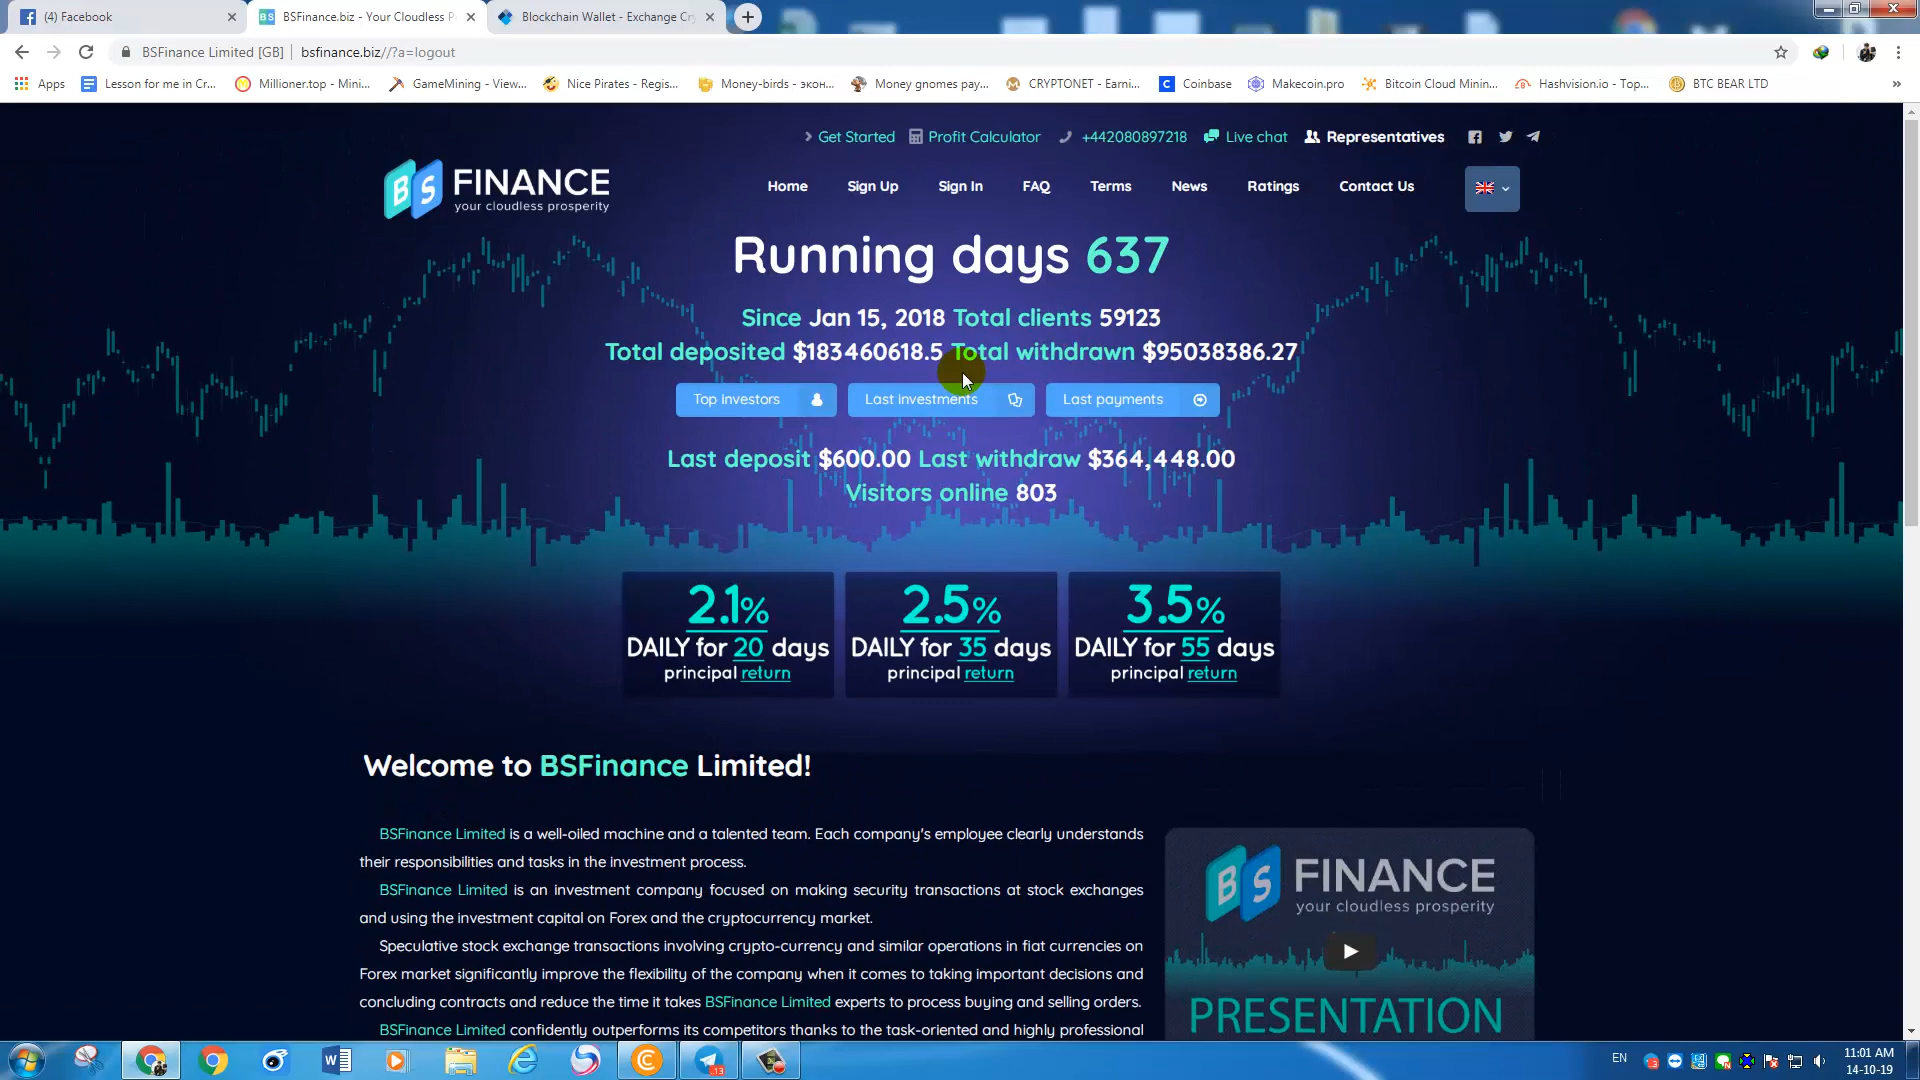 (4) Facebook
BSFinance.biz - Your Cloudless P
Blockchain Wallet - Exchange Cry
BSFinance Limited [GB]
bsfinance.biz//?a=logout
Apps
Lesson for me in Cr...
Millioner.top - Mini...
GameMining - View...
Nice Pirates - Regis...
Money-birds - экон...
Money gnomes pay...
CRYPTONET - Earni...
Coinbase
Makecoin.pro
Bitcoin Cloud Minin...
Hashvision.io - Top...
BTC BEAR LTD
Get Started
Profit Calculator
+442080897218
Live chat
Representatives
BS FINANCE
your cloudless prosperity
Home
Sign Up
Sign In
FAQ
Terms
News
Ratings
Contact Us
Running days 637
Since Jan 15, 2018 Total clients 59123
Total deposited $183460618.5 Total withdrawn $95038386.27
Top investors
Last investments
Last payments
Last deposit $600.00 Last withdraw $364,448.00
Visitors online 803
2.1%
DAILY for 20 days
principal return
2.5%
DAILY for 35 days
principal return
3.5%
DAILY for 55 days
principal return
Welcome to BSFinance Limited!
BSFinance Limited is a well-oiled machine and a talented team. Each company's employee clearly understands
their responsibilities and tasks in the investment process.
BSFinance Limited is an investment company focused on making security transactions at stock exchanges
and using the investment capital on Forex and the cryptocurrency market.
Speculative stock exchange transactions involving crypto-currency and similar operations in fiat currencies on
Forex market significantly improve the flexibility of the company when it comes to taking important decisions and
concluding contracts and reduce the time it takes BSFinance Limited experts to process buying and selling orders.
BSFinance Limited confidently outperforms its competitors thanks to the task-oriented and highly professional
BS FINANCE
your cloudless prosperity
PRESENTATION
EN
11:01 AM
14-10-19